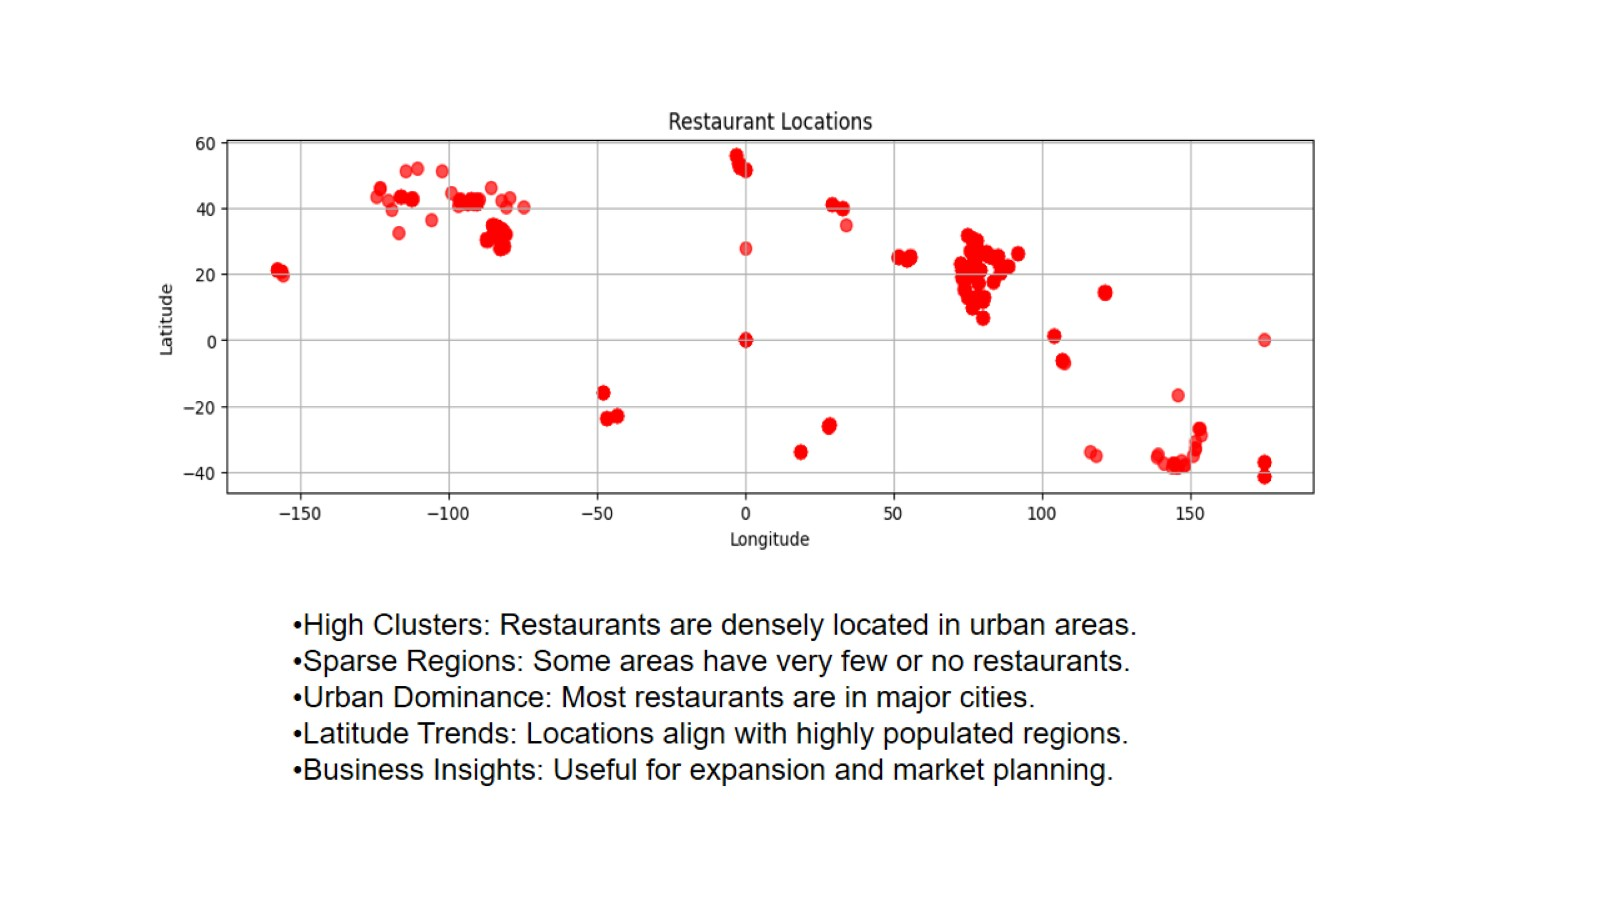 Restaurant Locations
60
40
20
0
−20
−40
Latitude
−150
−100
−50
0
50
100
150
Longitude
•High Clusters: Restaurants are densely located in urban areas.
•Sparse Regions: Some areas have very few or no restaurants.
•Urban Dominance: Most restaurants are in major cities.
•Latitude Trends: Locations align with highly populated regions.
•Business Insights: Useful for expansion and market planning.